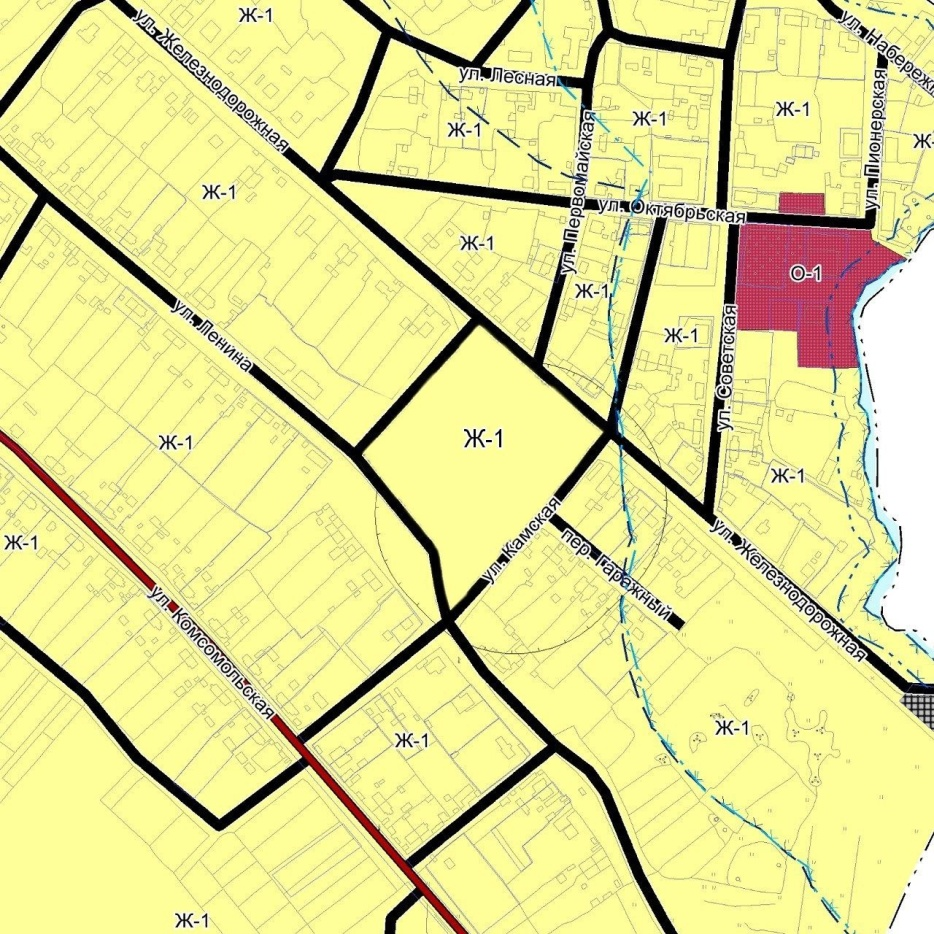 Ж-1
ул. Железнодорожная
ул. Набереж
ул. Лесная
Ж-1
Ж-1
Ж-1
ул. Пионерская
Ж-
ул. Первомайская
Ж-1
ул. Октябрьская
Ж-1
О-1
Ж-1
ул. Ленина
Ж-1
ул. Советская
Ж-1
Ж-1
Ж-1
Ж-1
ул. Камская
пер. Гаражный
ул. Железнодорожная
ул. Комсомольская
Ж-1
Ж-1
Ж-1